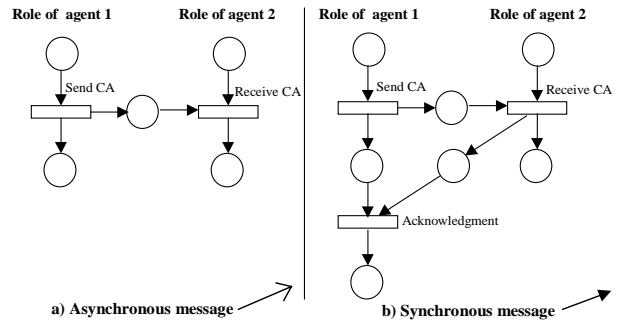 Role of agent 1
Role of agent 2
Send CA
Receive CA
a) Asynchronous message
Role of agent 1
Role of agent 2
Send CA
Receive CA
Acknowledgment
b) Synchronous message